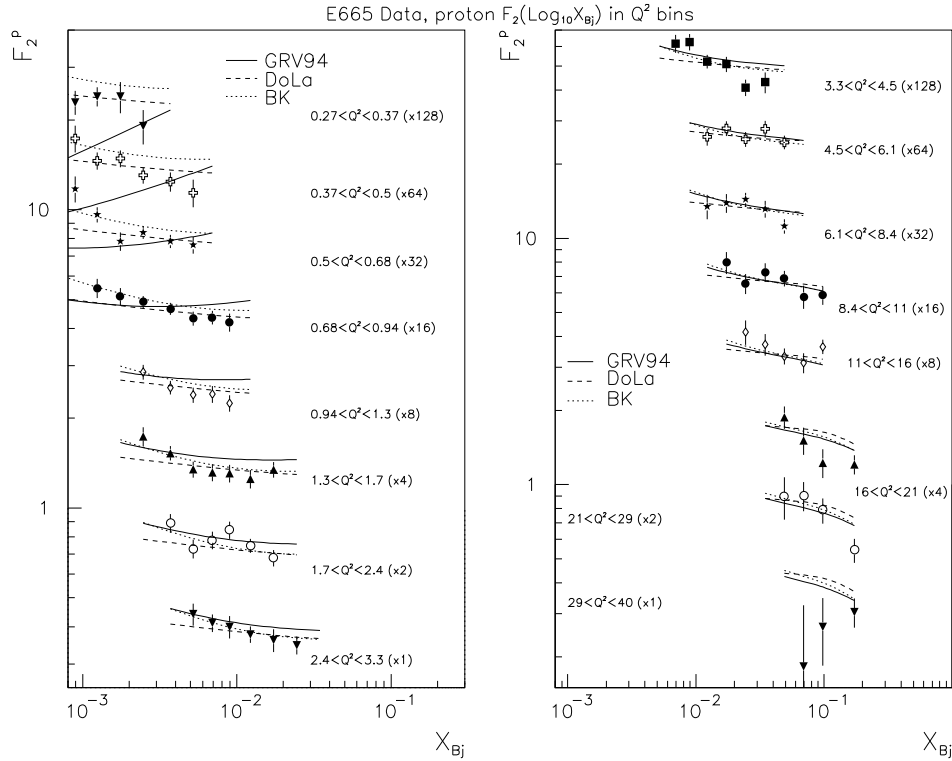 E665 Data, proton F₂(Log₁₀X_Bj) in Q² bins
F₂ᵖ
GRV94
DoLa
BK
0.27<Q²<0.37 (x128)
0.37<Q²<0.5 (x64)
10
0.5<Q²<0.68 (x32)
0.68<Q²<0.94 (x16)
0.94<Q²<1.3 (x8)
1.3<Q²<1.7 (x4)
1
1.7<Q²<2.4 (x2)
2.4<Q²<3.3 (x1)
10⁻³
10⁻²
X_Bj
F₂ᵖ
3.3<Q²<4.5 (x128)
4.5<Q²<6.1 (x64)
6.1<Q²<8.4 (x32)
10
8.4<Q²<11 (x16)
GRV94
DoLa
BK
11<Q²<16 (x8)
1
16<Q²<21 (x4)
21<Q²<29 (x2)
29<Q²<40 (x1)
10⁻³
10⁻²
10⁻¹
X_Bj